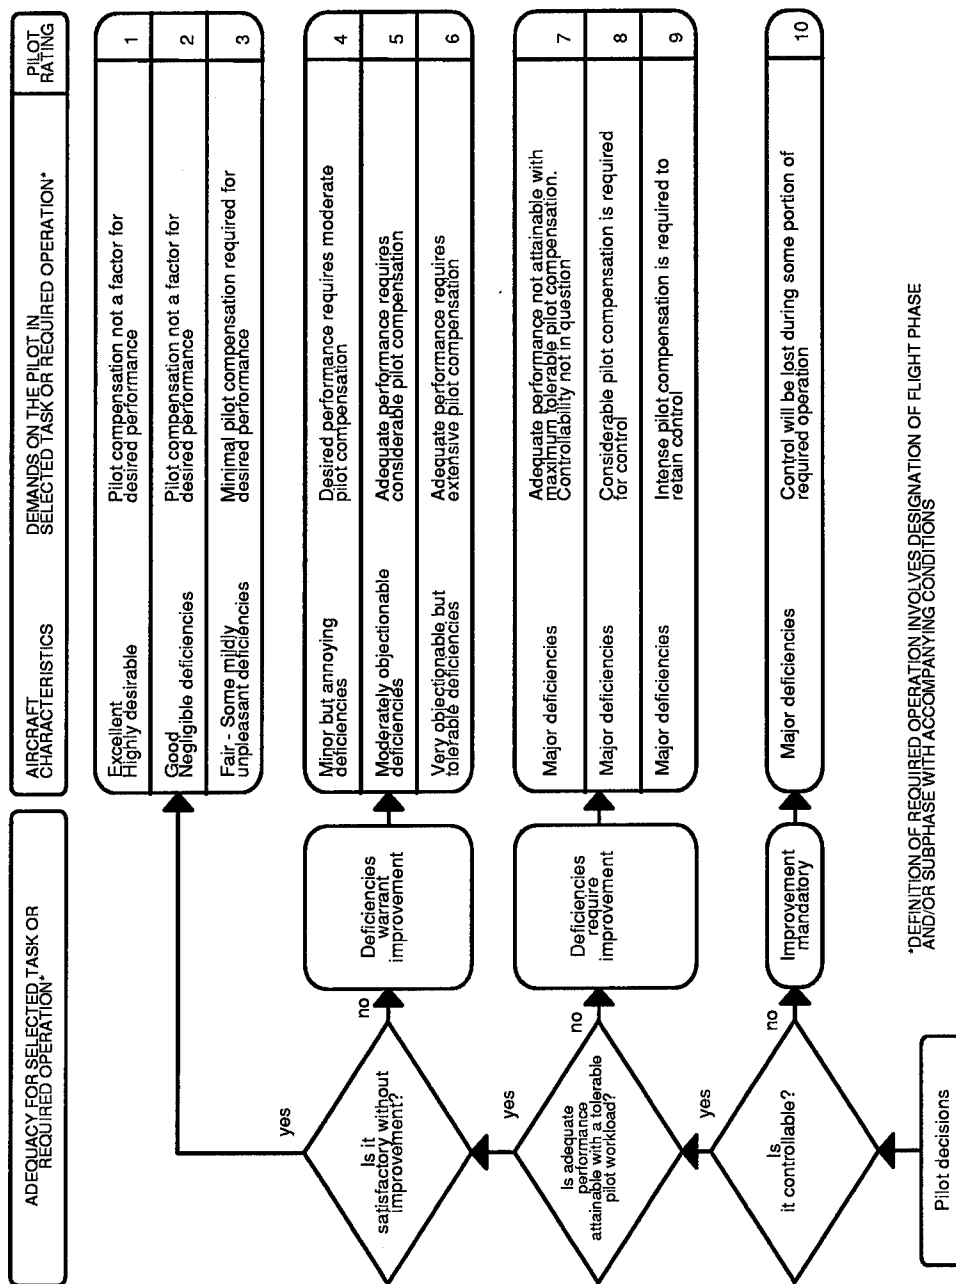 ADEQUACY FOR SELECTED TASK OR
REQUIRED OPERATION*
AIRCRAFT
CHARACTERISTICS
DEMANDS ON THE PILOT IN
SELECTED TASK OR REQUIRED OPERATION*
PILOT
RATING
Excellent
Highly desirable
Pilot compensation not a factor for
desired performance
1
Good
Negligible deficiencies
Pilot compensation not a factor for
desired performance
2
Fair - Some mildly
unpleasant deficiencies
Minimal pilot compensation required for
desired performance
3
yes
Is it
satisfactory without
improvement?
no
Deficiencies
warrant
improvement
Minor but annoying
deficiencies
Desired performance requires moderate
pilot compensation
4
Moderately objectionable
deficiencies
Adequate performance requires
considerable pilot compensation
5
Very objectionable but
tolerable deficiencies
Adequate performance requires
extensive pilot compensation
6
yes
Is adequate
performance
attainable with a tolerable
pilot workload?
no
Deficiencies
require
improvement
Major deficiencies
Adequate performance not attainable with
maximum tolerable pilot compensation.
Controllability not in question
7
Major deficiencies
Considerable pilot compensation is required
for control
8
Major deficiencies
Intense pilot compensation is required to
retain control
9
yes
Is
it controllable?
no
Improvement
mandatory
Major deficiencies
Control will be lost during some portion of
required operation
10
Pilot decisions
*DEFINITION OF REQUIRED OPERATION INVOLVES DESIGNATION OF FLIGHT PHASE
AND/OR SUBPHASE WITH ACCOMPANYING CONDITIONS